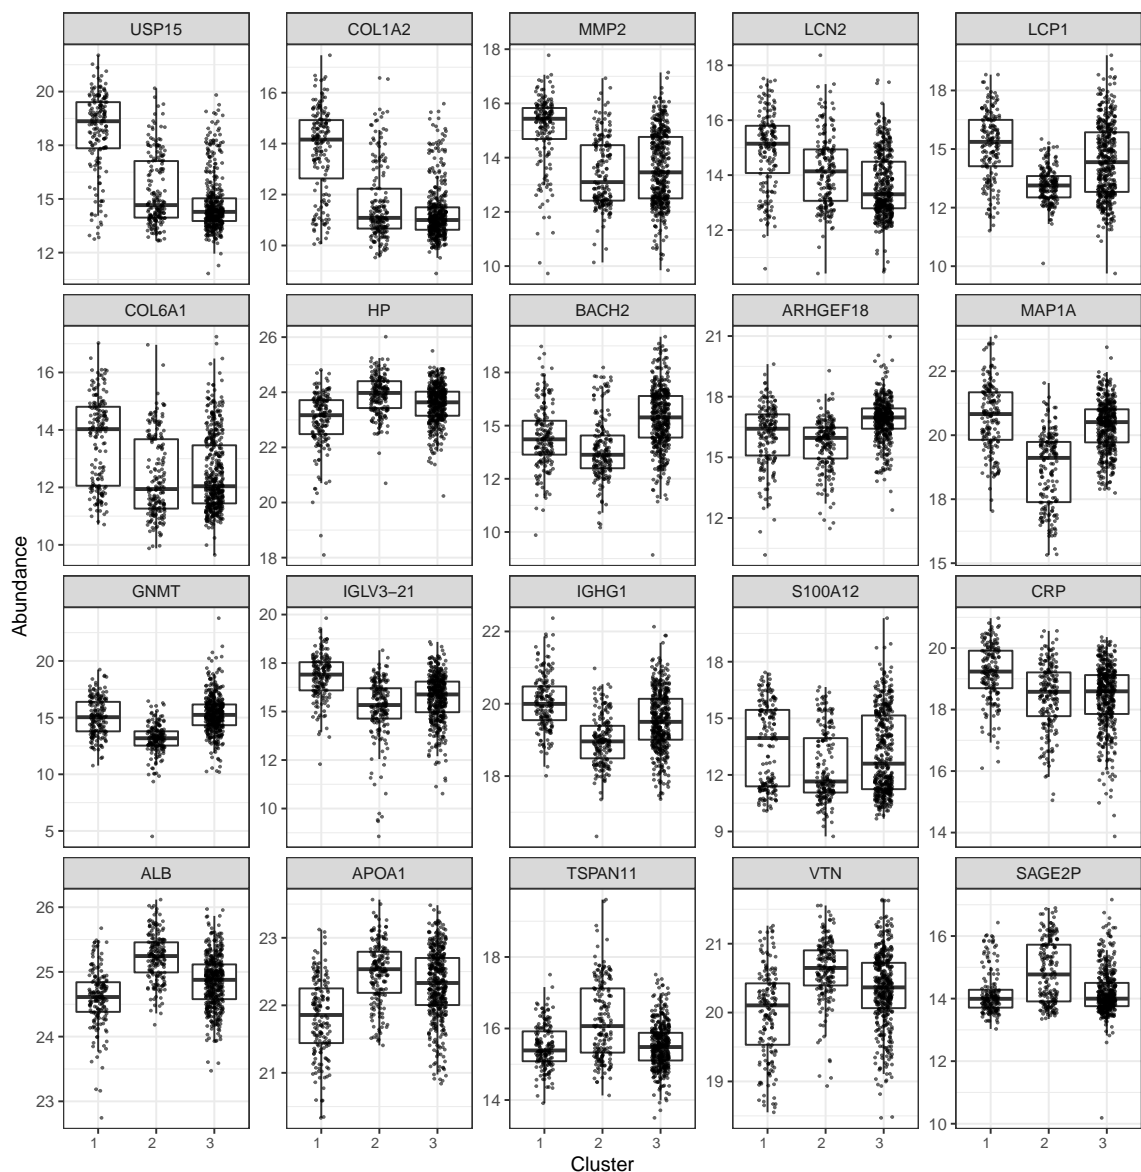 USP15 COL1A2 MMP2 LCN2 LCP1
20 18 15 12
16 14 12 10
18 16 14 12 10
18 16 14 12
18 15 12 10
COL6A1 HP BACH2 ARHGEF18 MAP1A
16 14 12 10
26 24 22 20 18
18 15 12 10
21 18 15 12
22 20 18 15
Abundance
GNMT IGLV3−21 IGHG1 S100A12 CRP
20 15 10 5
20 18 15 12 10
22 20 18
18 15 12 9
20 18 16 14
ALB APOA1 TSPAN11 VTN SAGE2P
26 25 24 23
23 22 21
18 16 14
21 20 19
16 14 12 10
1 2 3 1 2 3 1 2 3 1 2 3 1 2 3
Cluster